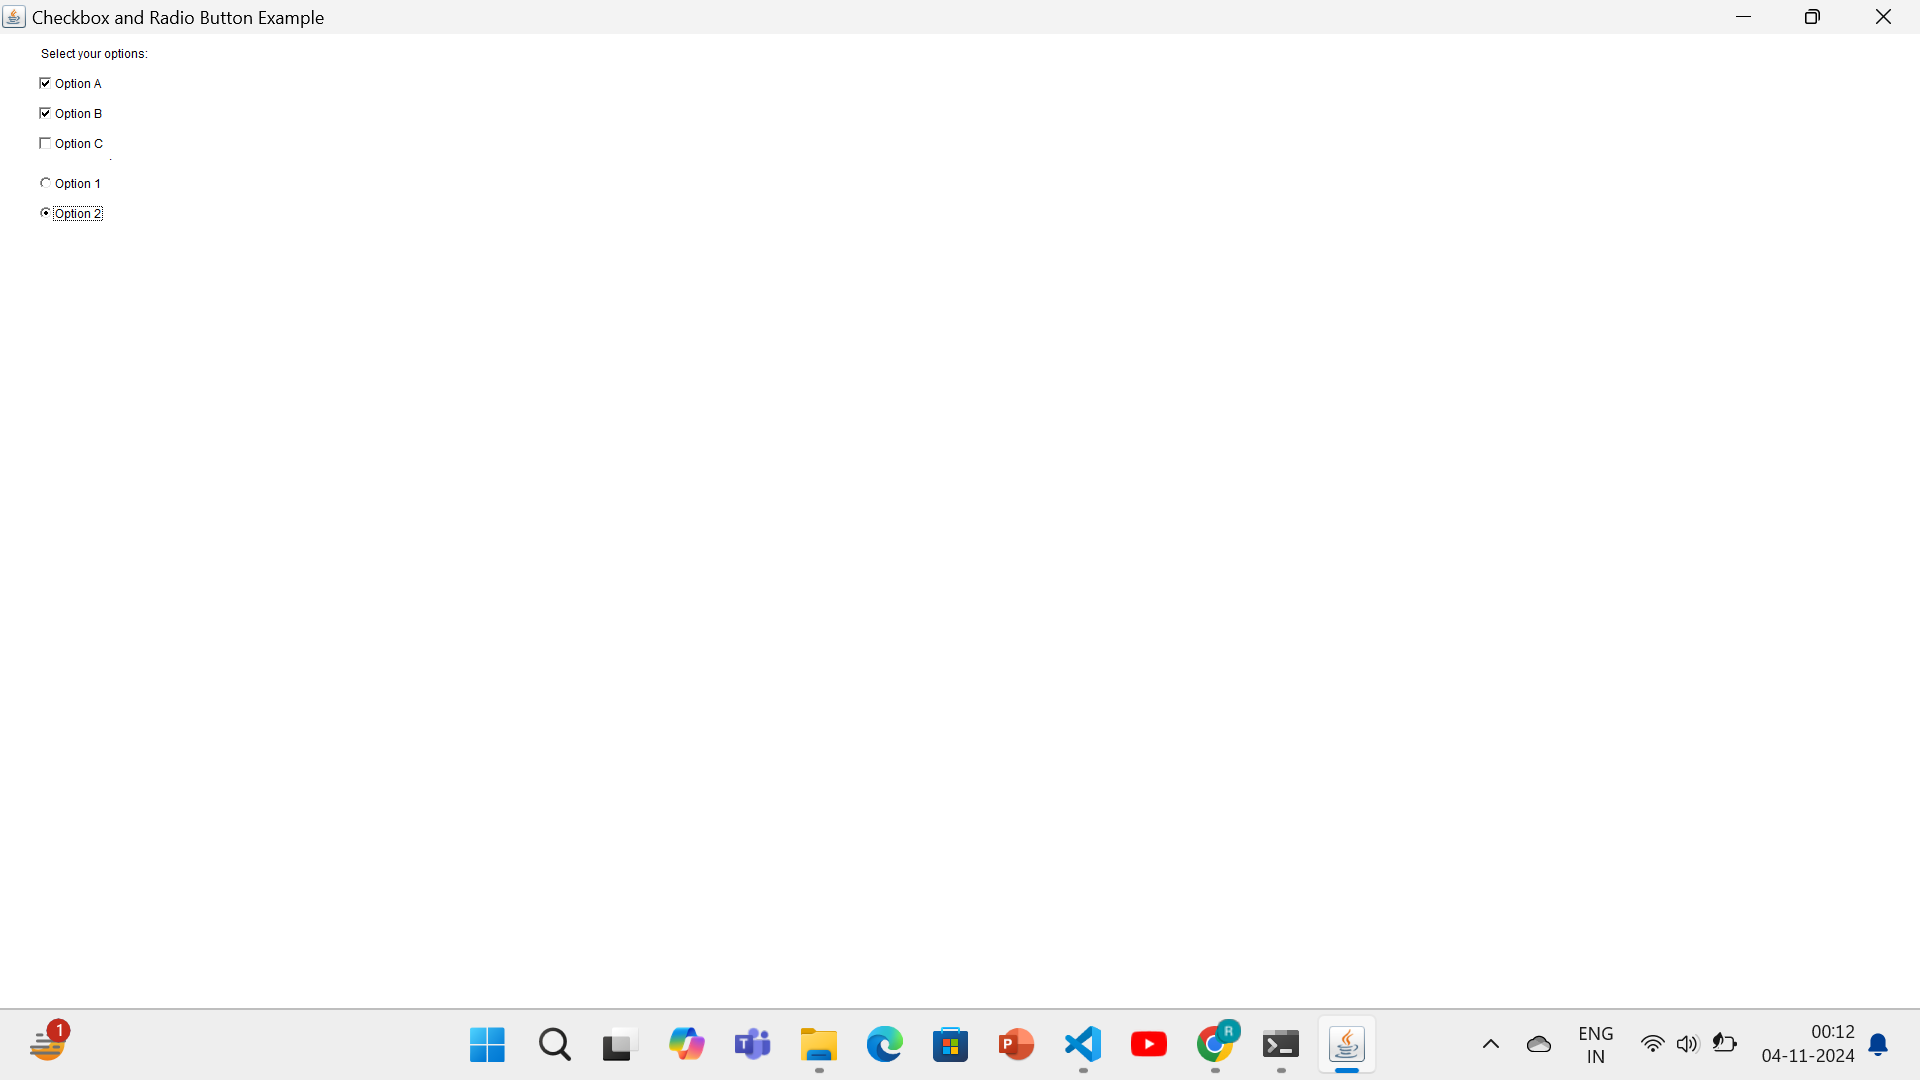 Checkbox and Radio Button Example
Select your options:
Option A
Option B
Option C
Option 1
Option 2
1
T
P
R
ENG
IN
00:12
04-11-2024